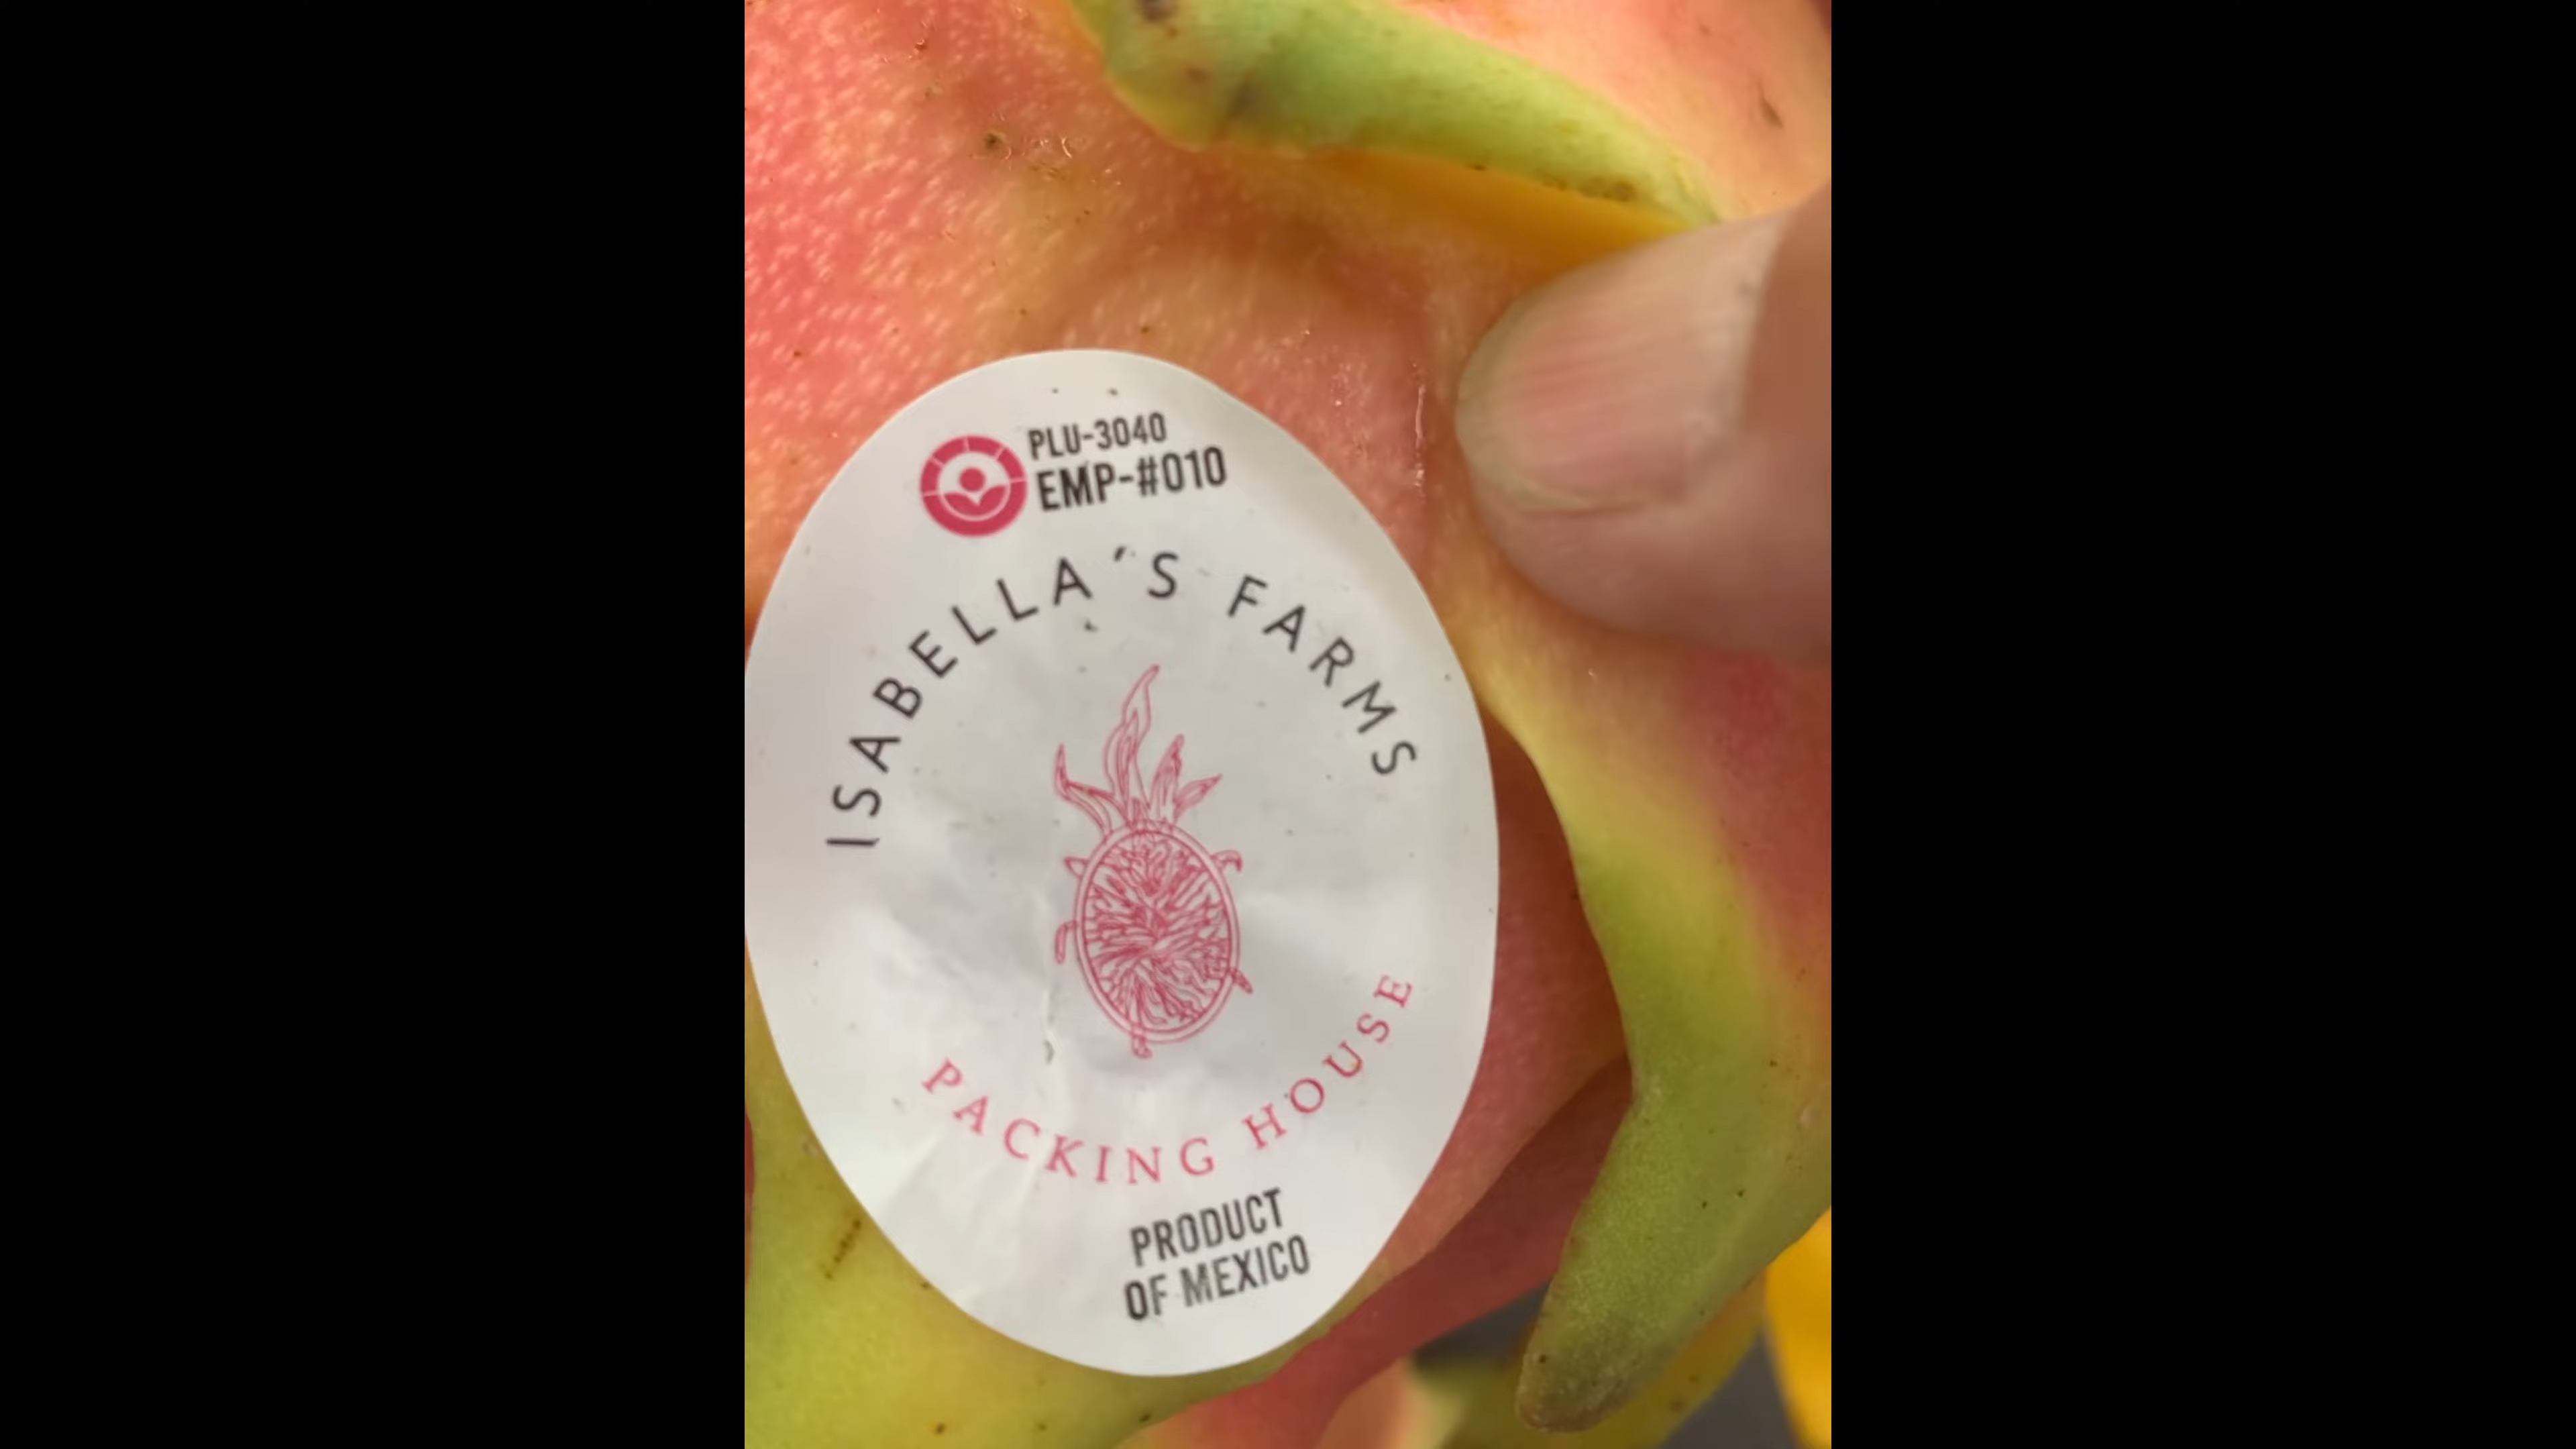 PLU-3040
EMP-#010
ISABELLA´S FARMS
PACKING HOUSE
PRODUCT
OF MEXICO